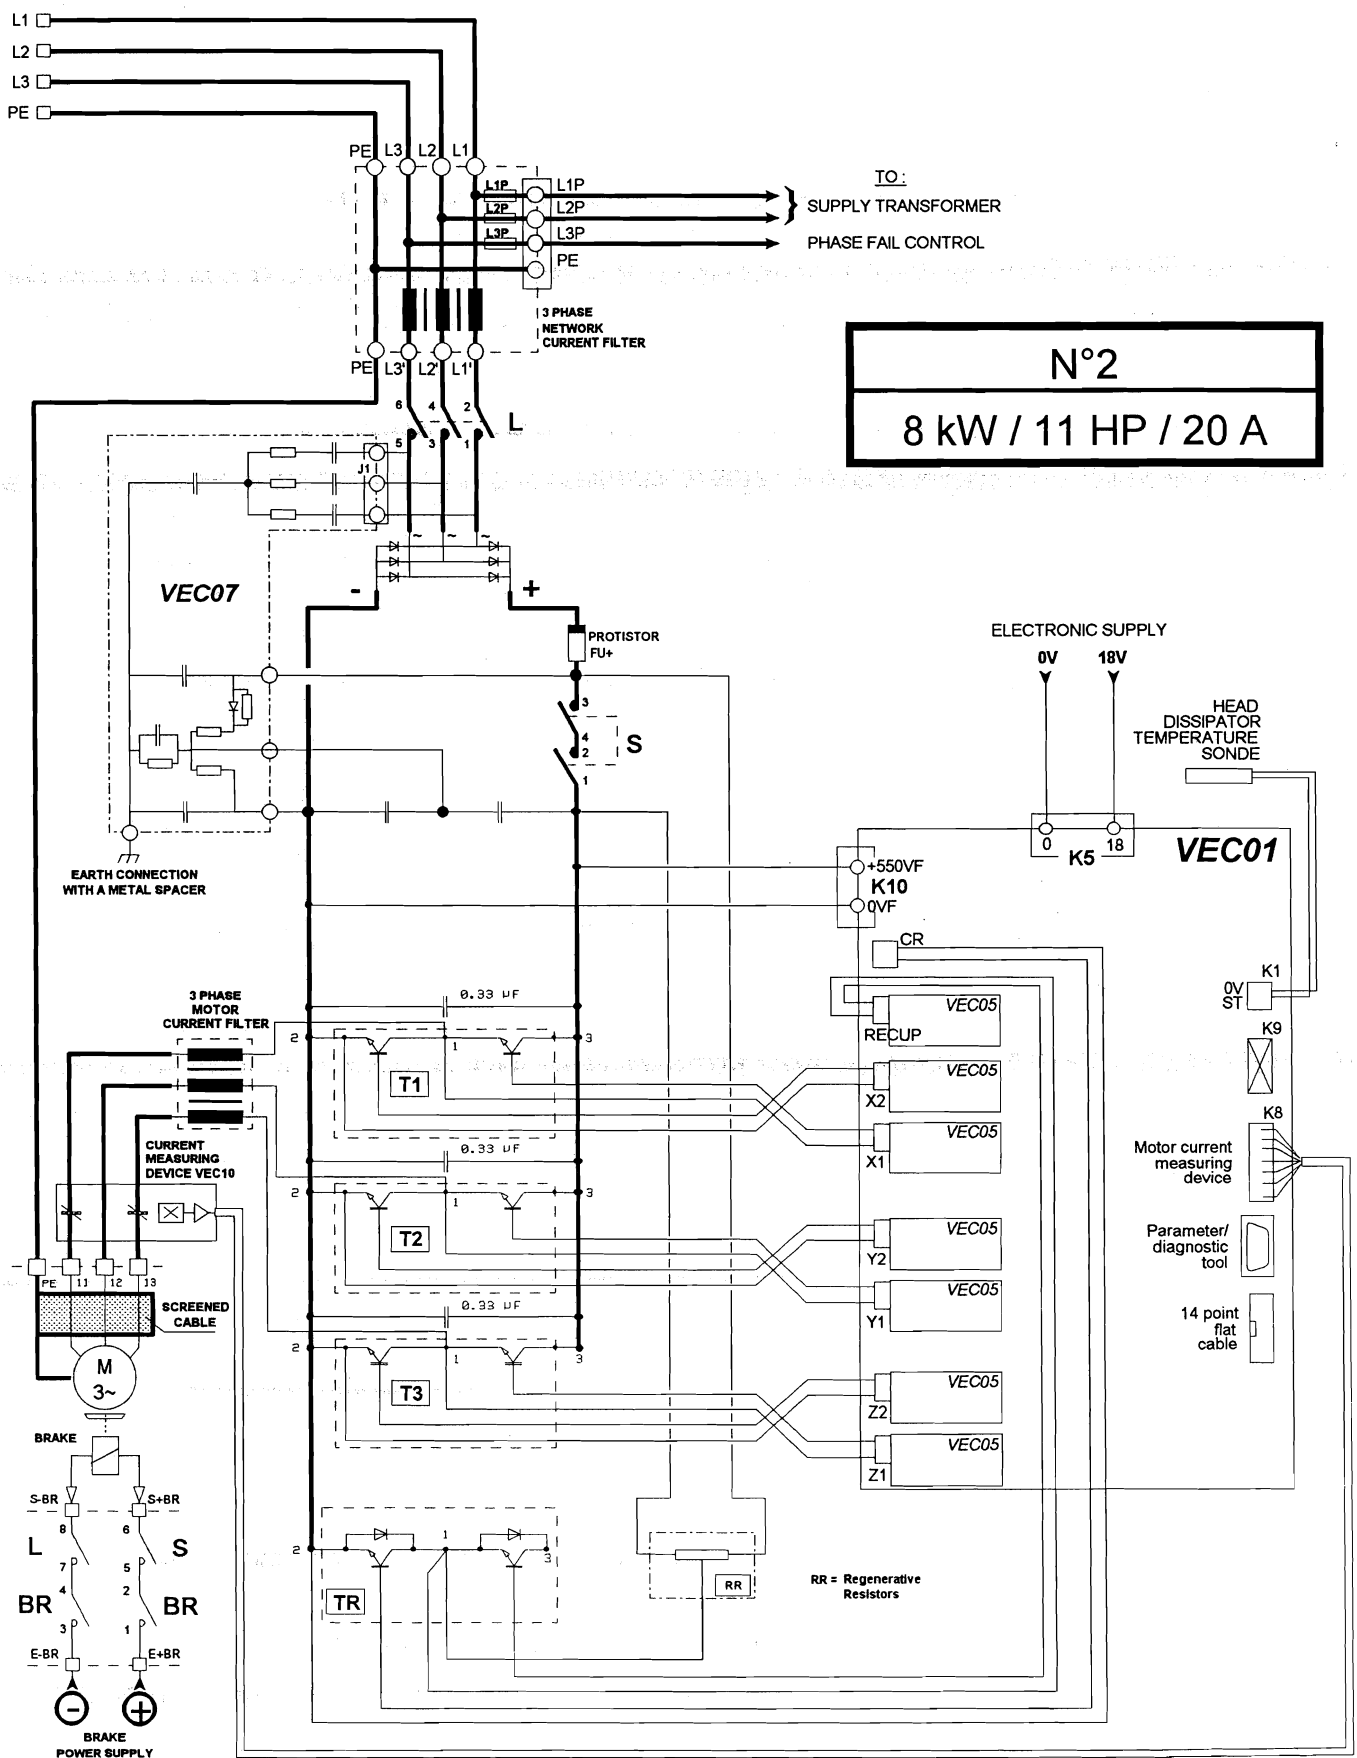 L1
L2
L3
PE
PE L3 L2 L1
L1P
L1P
L2P
L2P
L3P
L3P
PE
TO :
SUPPLY TRANSFORMER
PHASE FAIL CONTROL
3 PHASE
NETWORK
CURRENT FILTER
PE L3' L2' L1'
N°2
8 kW / 11 HP / 20 A
6 4 2
L
5 3 1
J1
~ ~ ~
VEC07
- +
PROTISTOR
FU+
3
4
2
S
1
ELECTRONIC SUPPLY
0V 18V
HEAD
DISSIPATOR
TEMPERATURE
SONDE
0 18
K5
VEC01
EARTH CONNECTION
WITH A METAL SPACER
+550VF
K10
0VF
CR
K1
0V
ST
K9
K8
3 PHASE
MOTOR
CURRENT FILTER
0.33 µF
2 1 3
T1
VEC05
RECUP
VEC05
X2
VEC05
X1
CURRENT
MEASURING
DEVICE VEC10
0.33 µF
2 1 3
T2
VEC05
Y2
VEC05
Y1
Motor current
measuring
device
Parameter/
diagnostic
tool
14 point
flat
cable
PE 11 12 13
SCREENED
CABLE
0.33 µF
2 1 3
T3
VEC05
Z2
VEC05
Z1
M
3~
BRAKE
S-BR S+BR
8 6
L S
7 5
4 2
BR BR
3 1
E-BR E+BR
- +
BRAKE
POWER SUPPLY
2 1 3
TR
RR
RR = Regenerative
Resistors